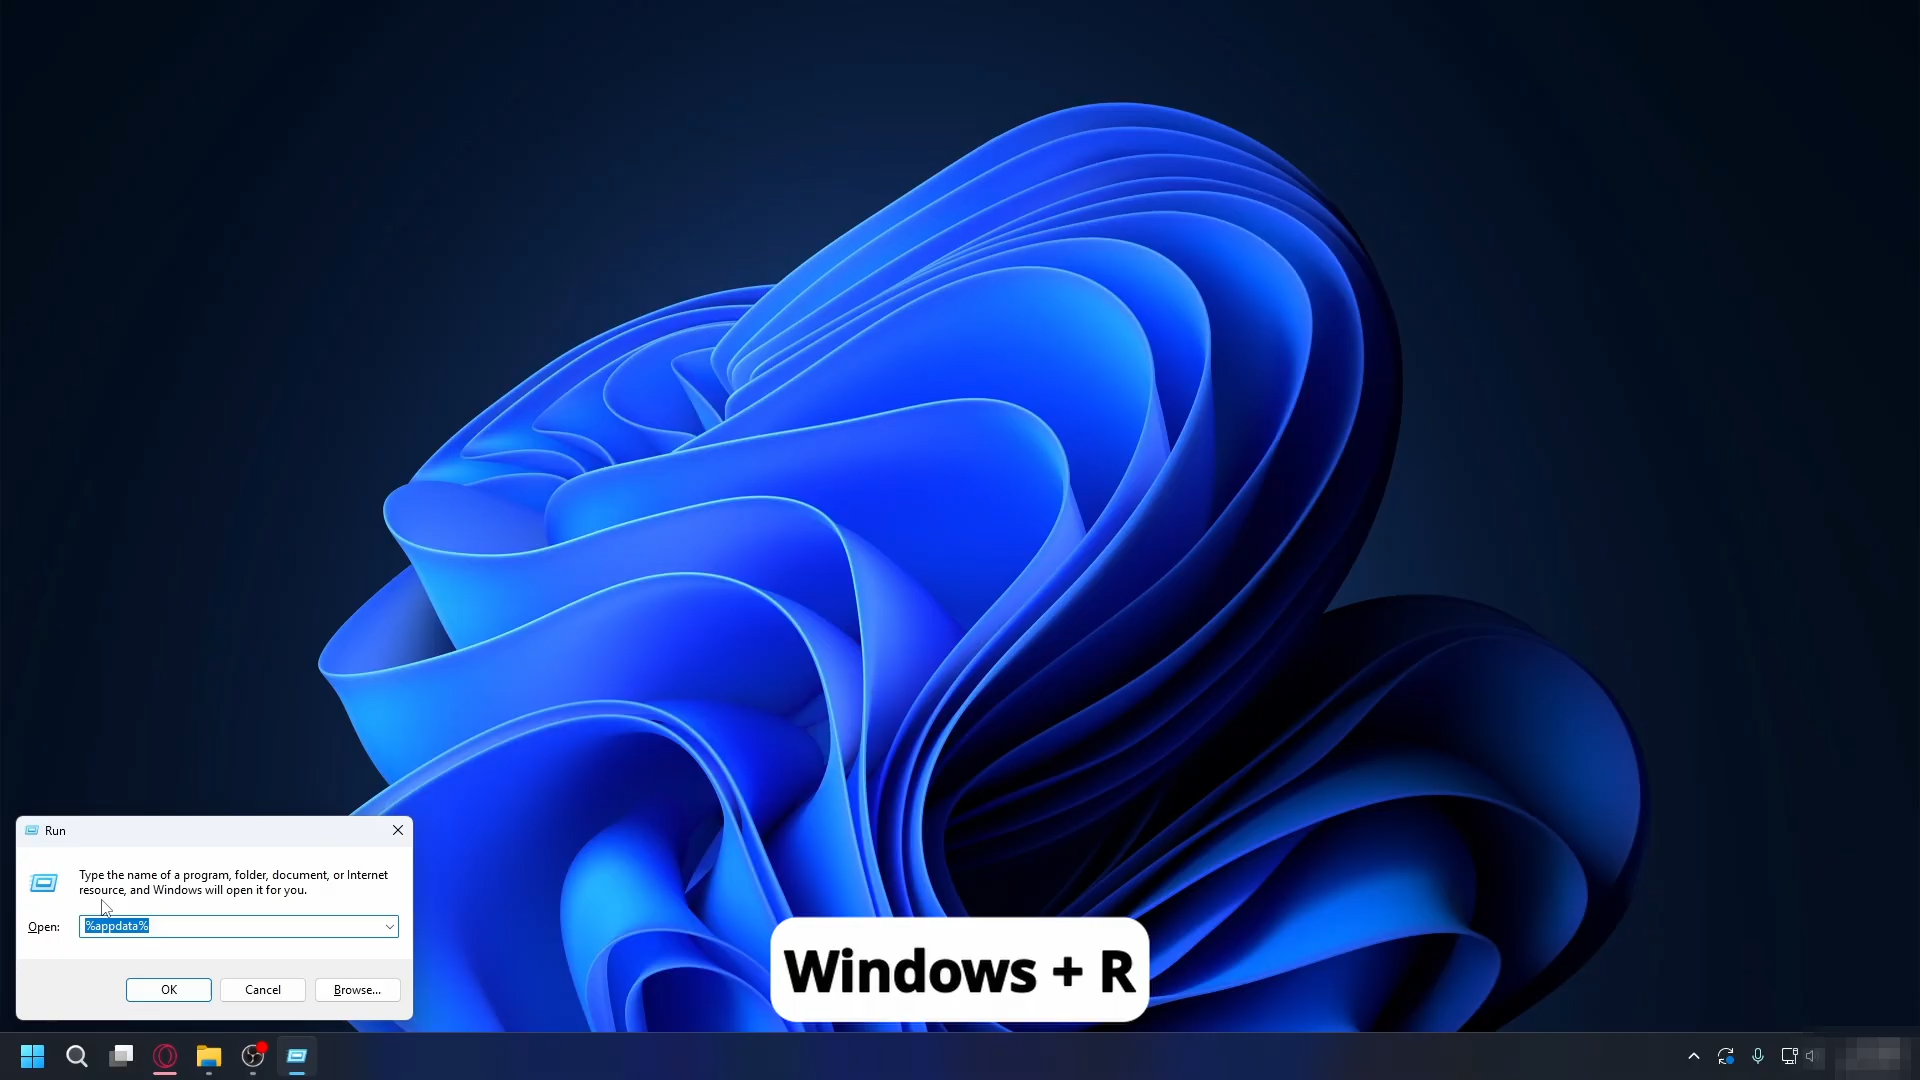 Run
Type the name of a program, folder, document, or Internet
resource, and Windows will open it for you.
Open: %appdata%
OK Cancel Browse...
Windows + R